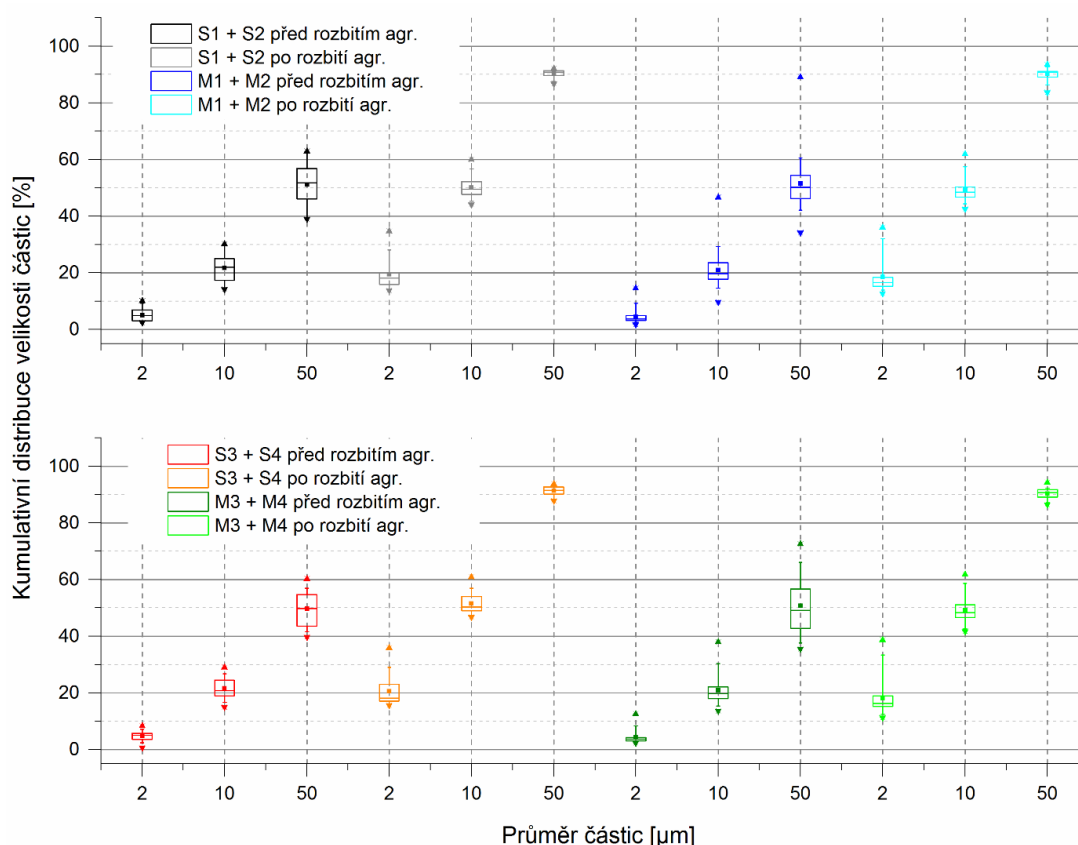 Kumulativní distribuce velikosti částic [%]
S1 + S2 před rozbitím agr.
S1 + S2 po rozbití agr.
M1 + M2 před rozbitím agr.
M1 + M2 po rozbití agr.
100
80
60
40
20
0
2 10 50 2 10 50 2 10 50 2 10 50
S3 + S4 před rozbitím agr.
S3 + S4 po rozbití agr.
M3 + M4 před rozbitím agr.
M3 + M4 po rozbití agr.
100
80
60
40
20
0
2 10 50 2 10 50 2 10 50 2 10 50
Průměr částic [µm]